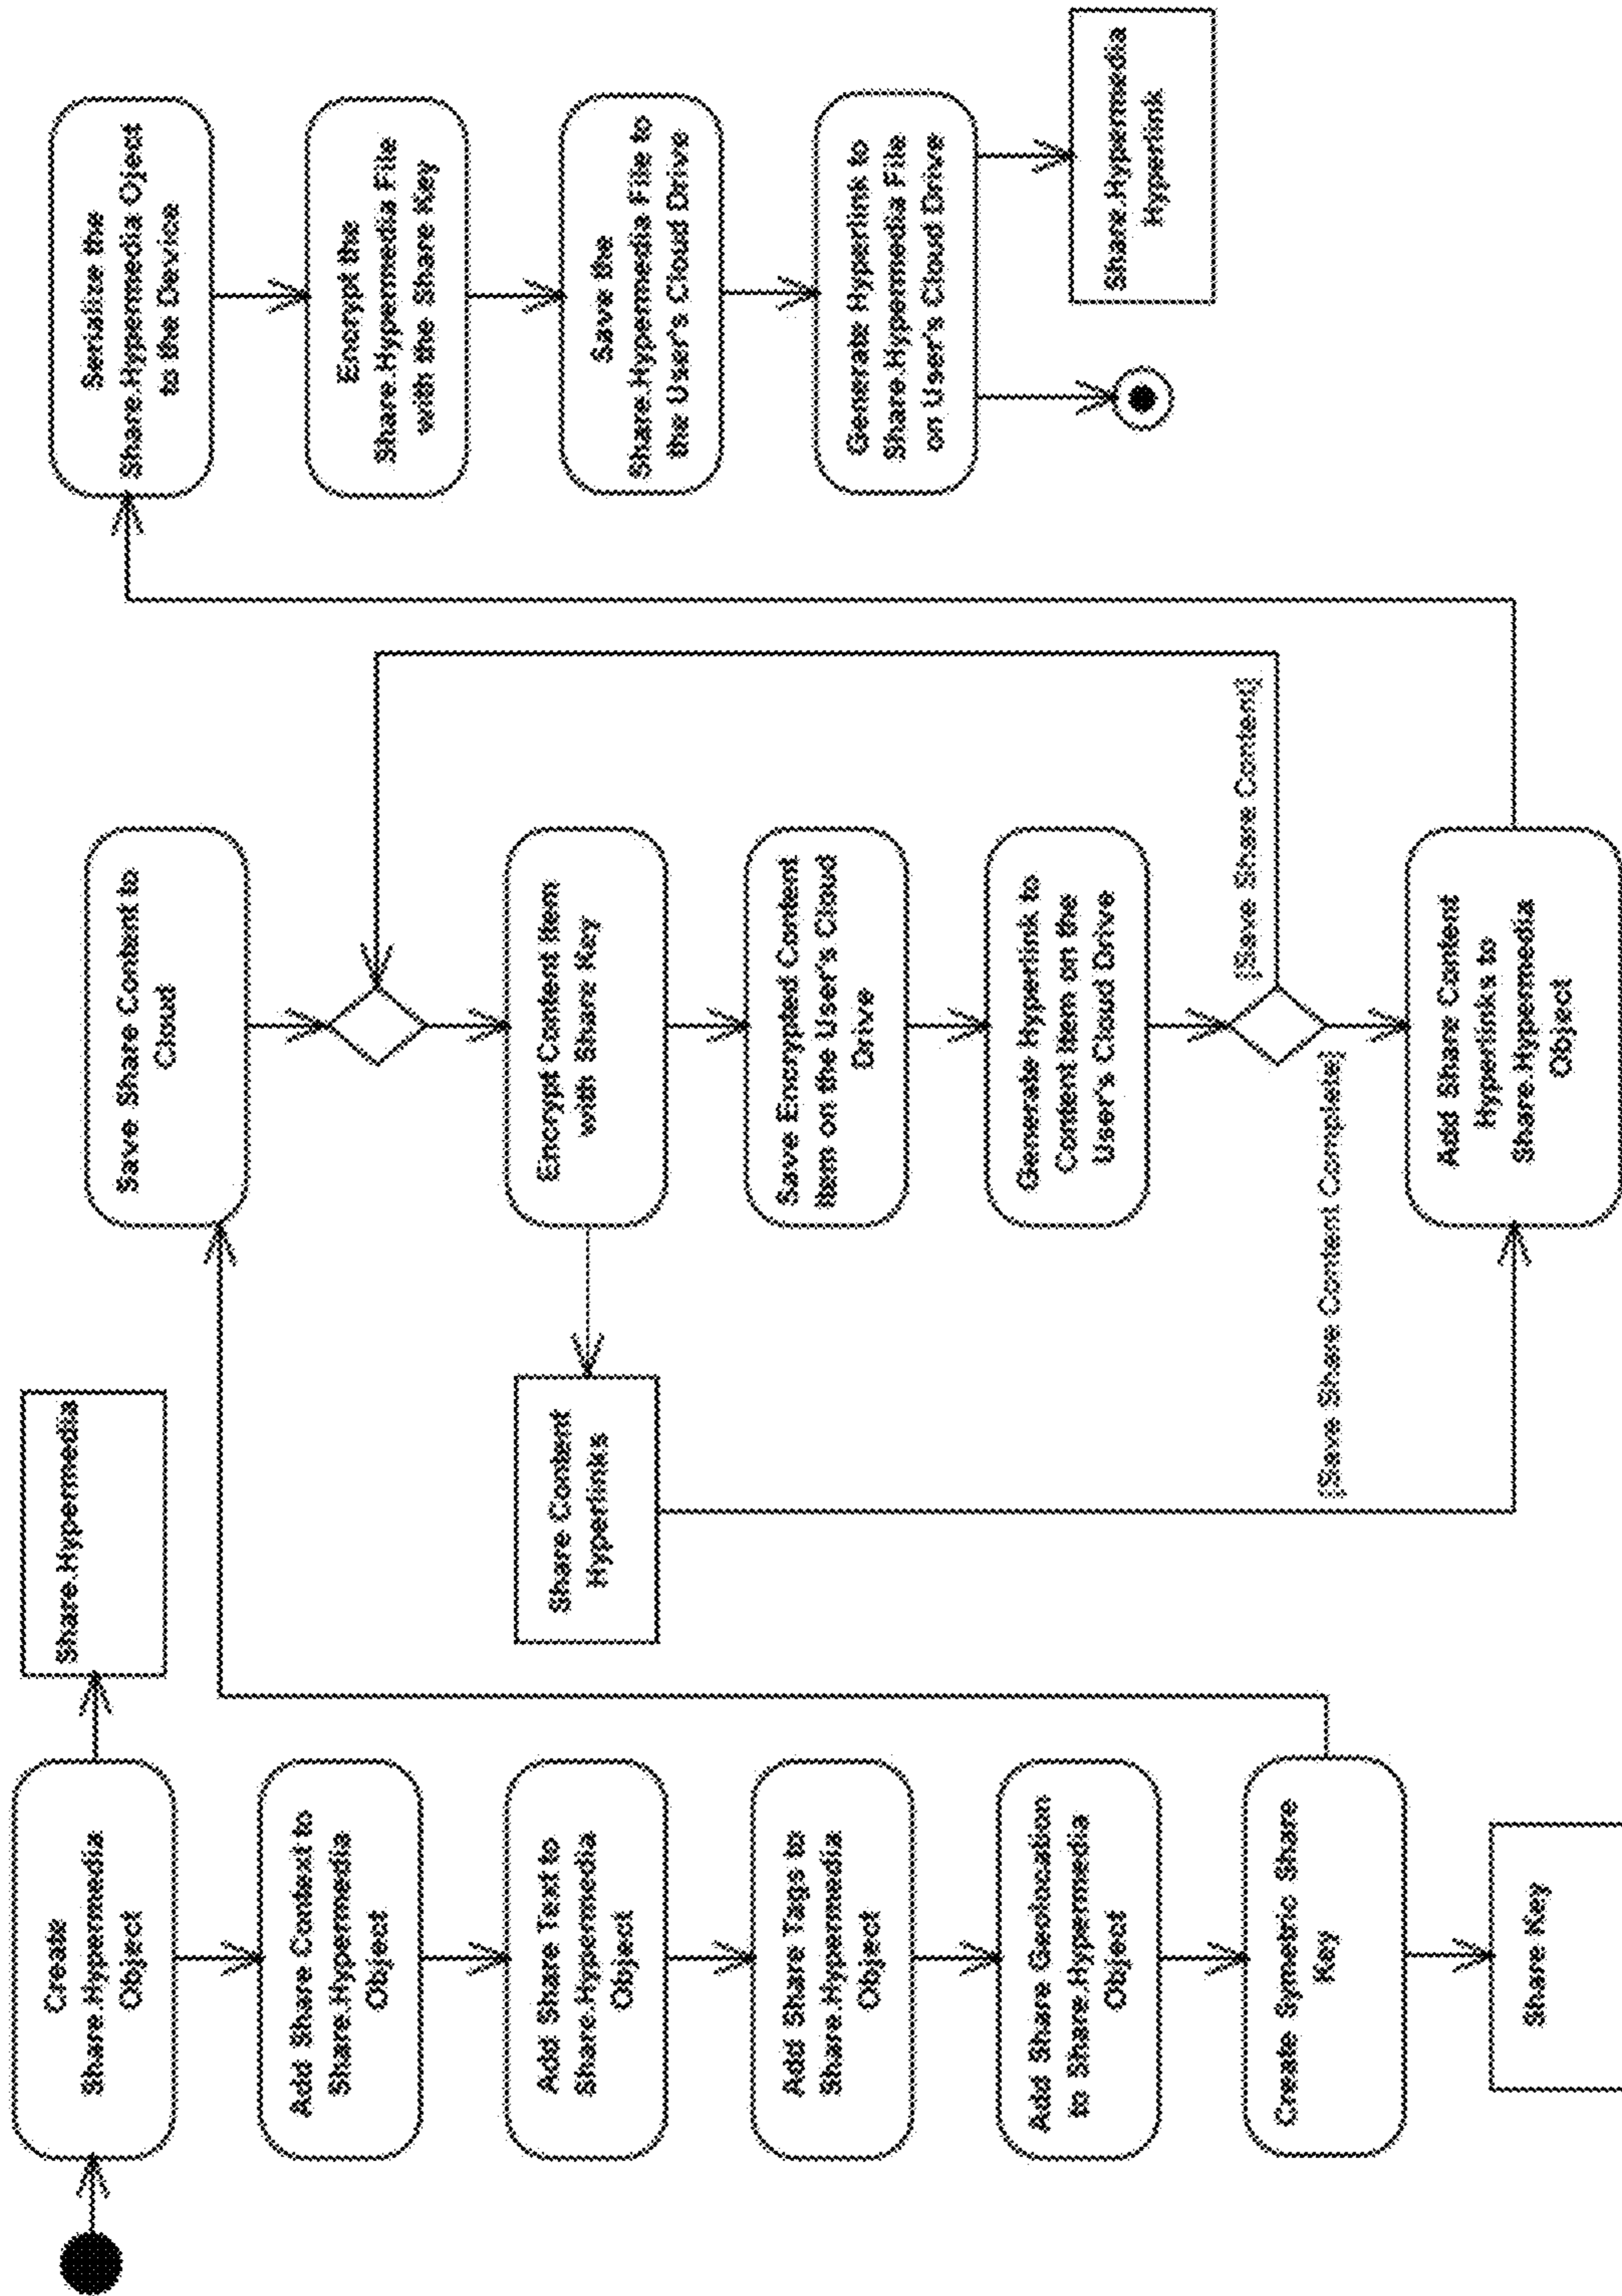 Create
Share.Hypermedia
Object
Share.Hypermedia
Add Share Context to
Share.Hypermedia
Object
Add Share Text to
Share.Hypermedia
Object
Add Share Tags to
Share.Hypermedia
Object
Add Share Geolocation
to Share.Hypermedia
Object
Create Symetric Share
Key
Share Key
Save Share Content to
Cloud
Encrypt Content Item
with Share Key
Share Content
Hyperlinks
Save Encrypted Content
Item on the User's Cloud
Drive
Generate Hyperlink to
Content Item on the
User's Cloud Drive
[Save Share Content]
[Save Share Content Complete]
Add Share Content
Hyperlinks to
Share.Hypermedia
Object
Serialize the
Share.Hypermedia Oject
to the Device
Encrypt the
Share.Hypermedia File
with the Share Key
Save the
Share.Hypermedia File to
the User's Cloud Drive
Generate Hyperlink to
Share.Hypermedia File
on User's Cloud Drive
Share.Hypermedia
Hyperlink